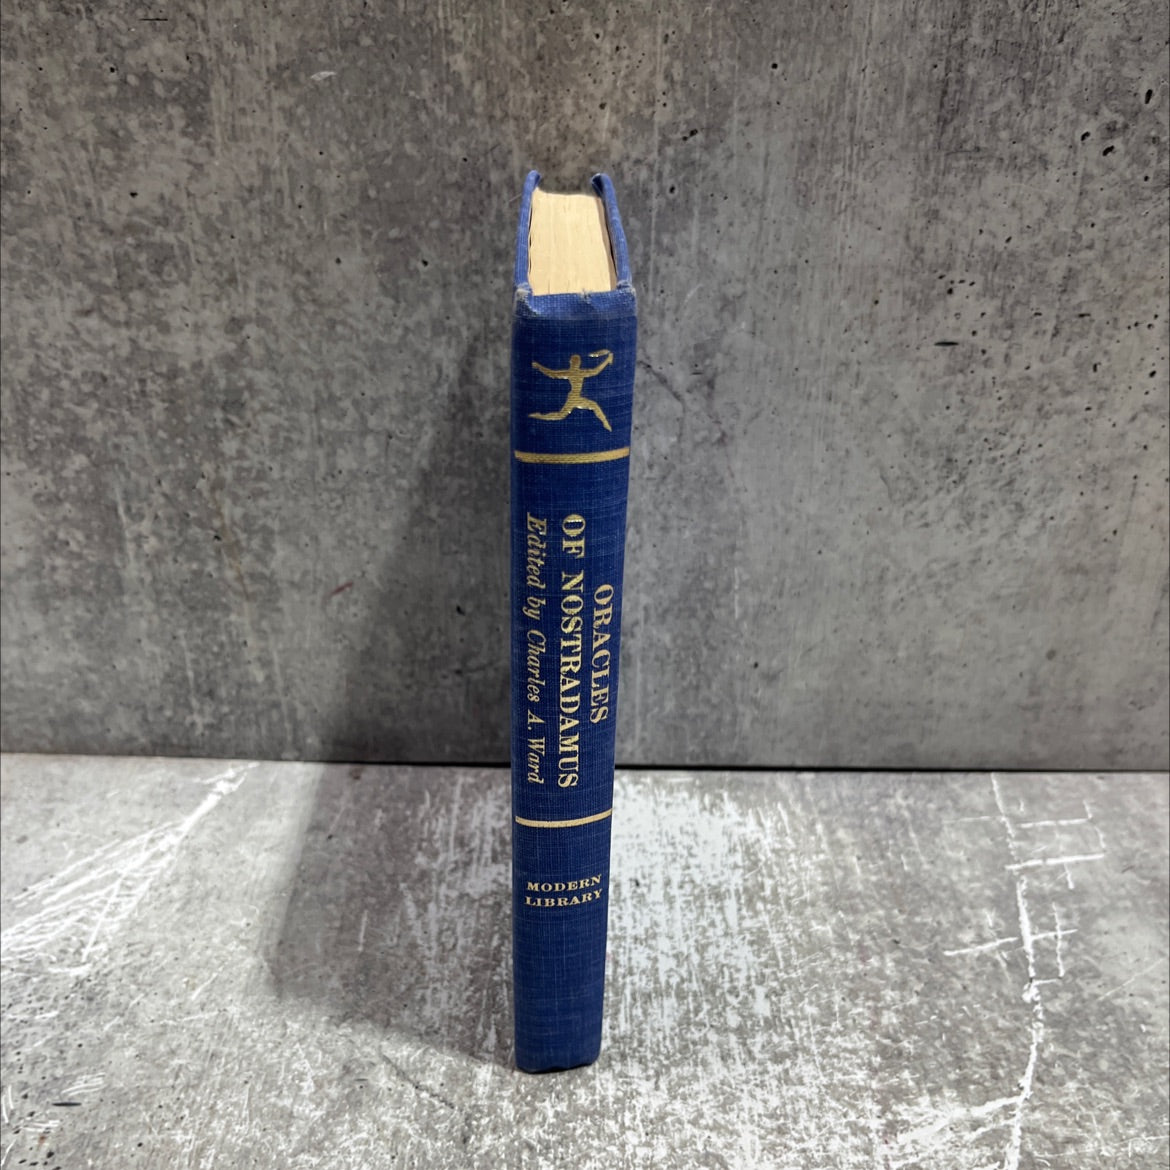 ORACLES
OF NOSTRADAMUS
Edited by Charles A. Ward
MODERN
LIBRARY